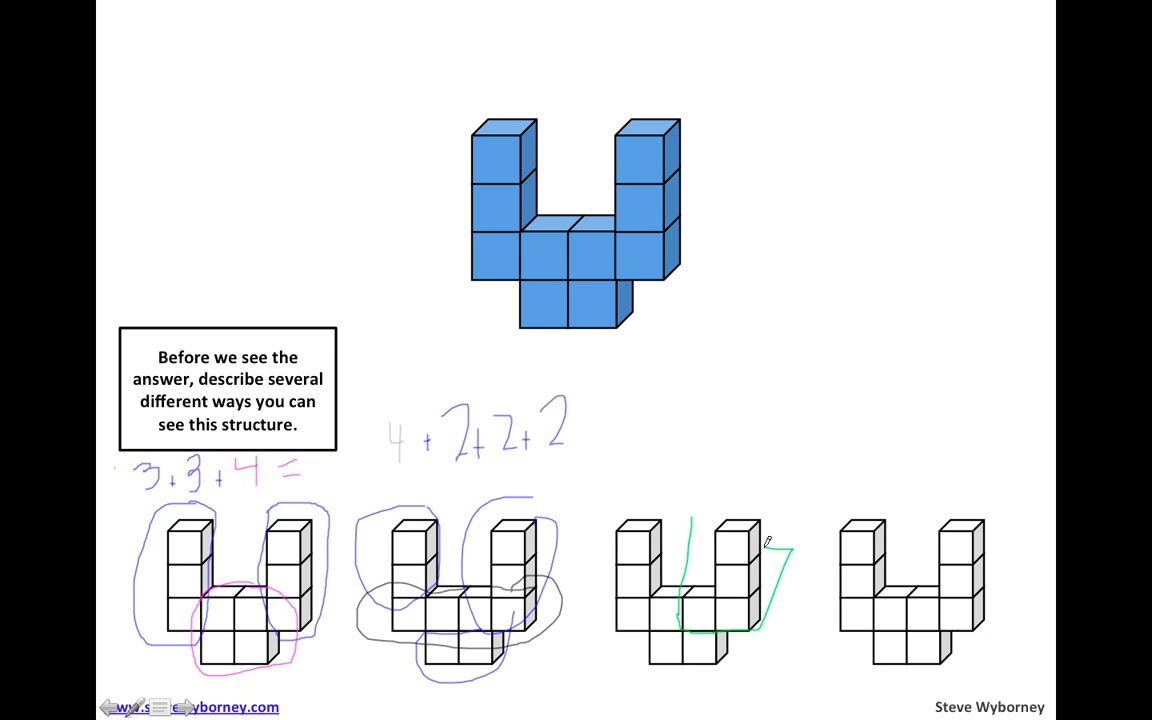 Before we see the
answer, describe several
different ways you can
see this structure.
4 + 2 + 2 + 2
3 + 3 + 4 =
Steve Wyborney